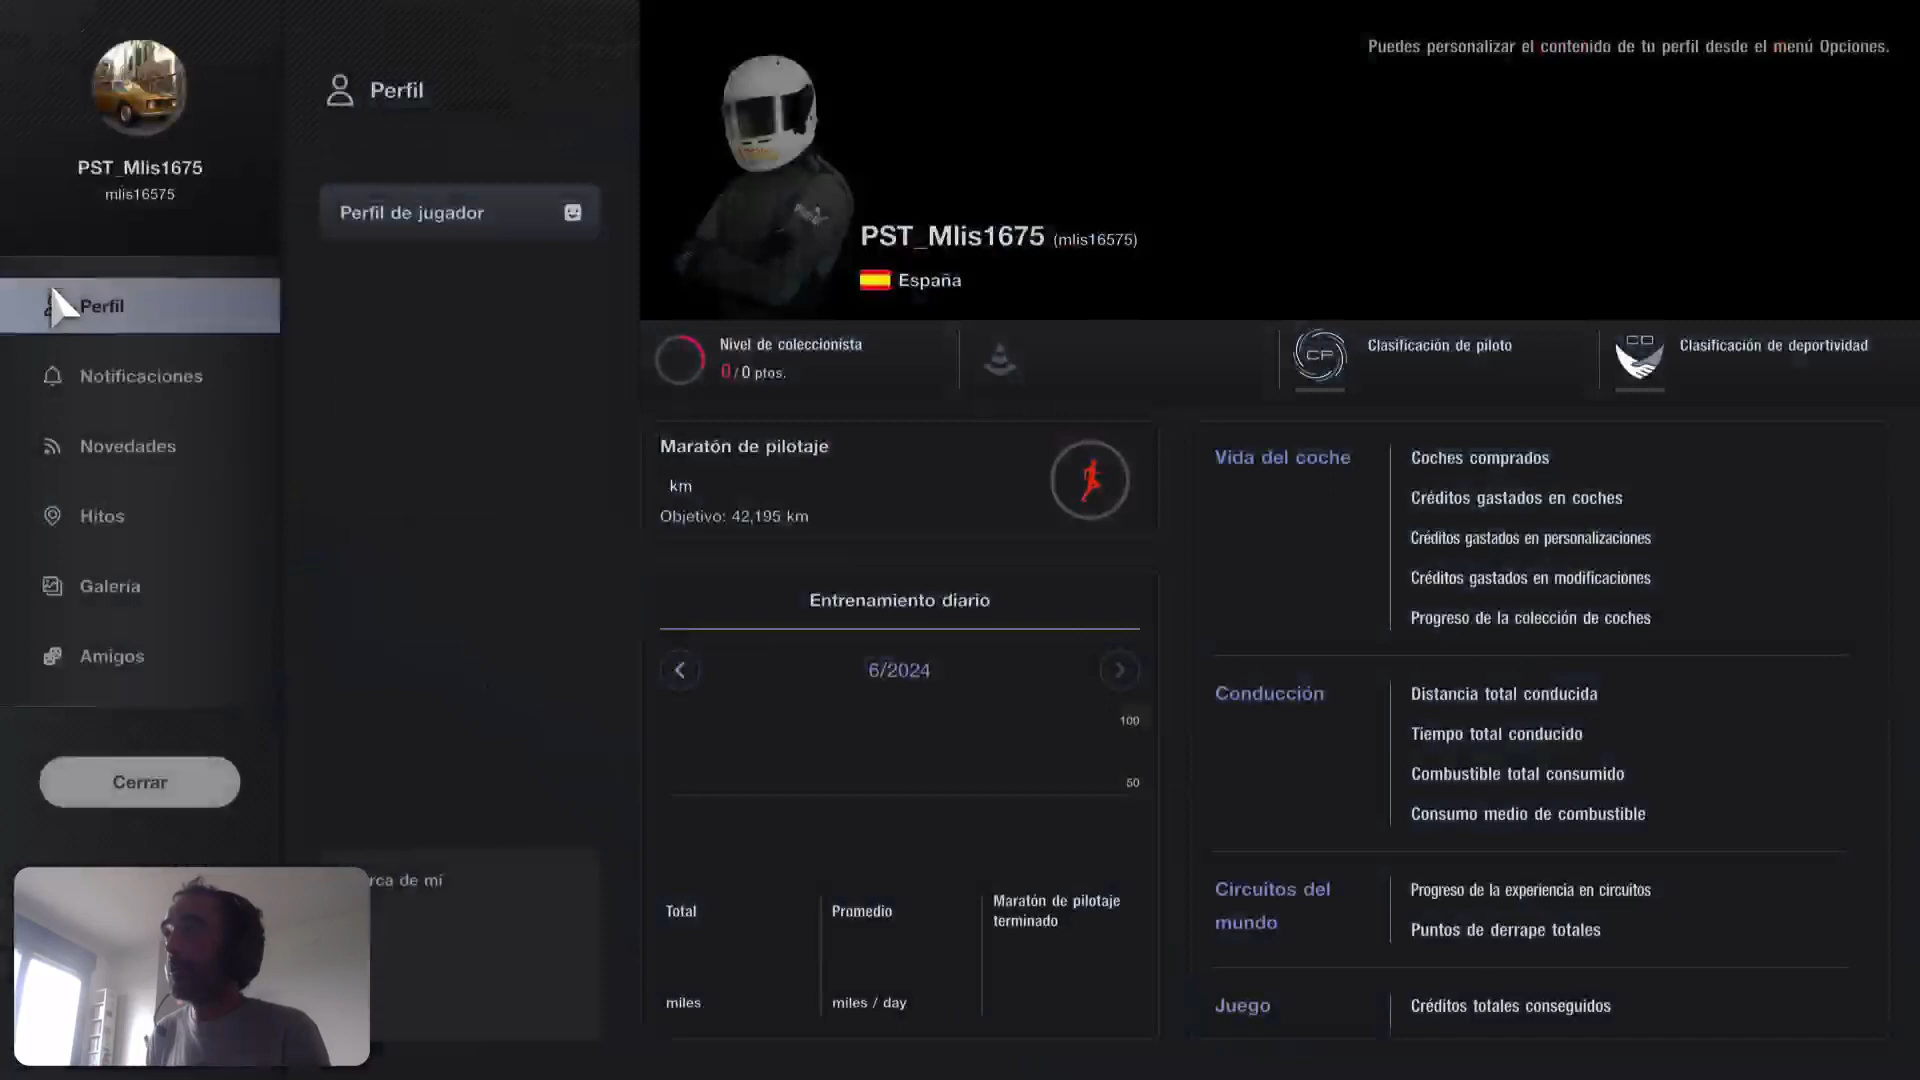 Puedes personalizar el contenido de tu perfil desde el menú Opciones.
PST_Mlis1675
mlis16575
Perfil
Perfil de jugador
PST_Mlis1675 (mlis16575)
España
Perfil
Notificaciones
Novedades
Hitos
Galería
Amigos
Cerrar
rca de mí
Nivel de coleccionista
0 / 0 ptos.
CP
Clasificación de piloto
CD
Clasificación de deportividad
Maratón de pilotaje
km
Objetivo: 42,195 km
Entrenamiento diario
6/2024
100
50
Total
miles
Promedio
miles / day
Maratón de pilotaje
terminado
Vida del coche
Coches comprados
Créditos gastados en coches
Créditos gastados en personalizaciones
Créditos gastados en modificaciones
Progreso de la colección de coches
Conducción
Distancia total conducida
Tiempo total conducido
Combustible total consumido
Consumo medio de combustible
Circuitos del
mundo
Progreso de la experiencia en circuitos
Puntos de derrape totales
Juego
Créditos totales conseguidos